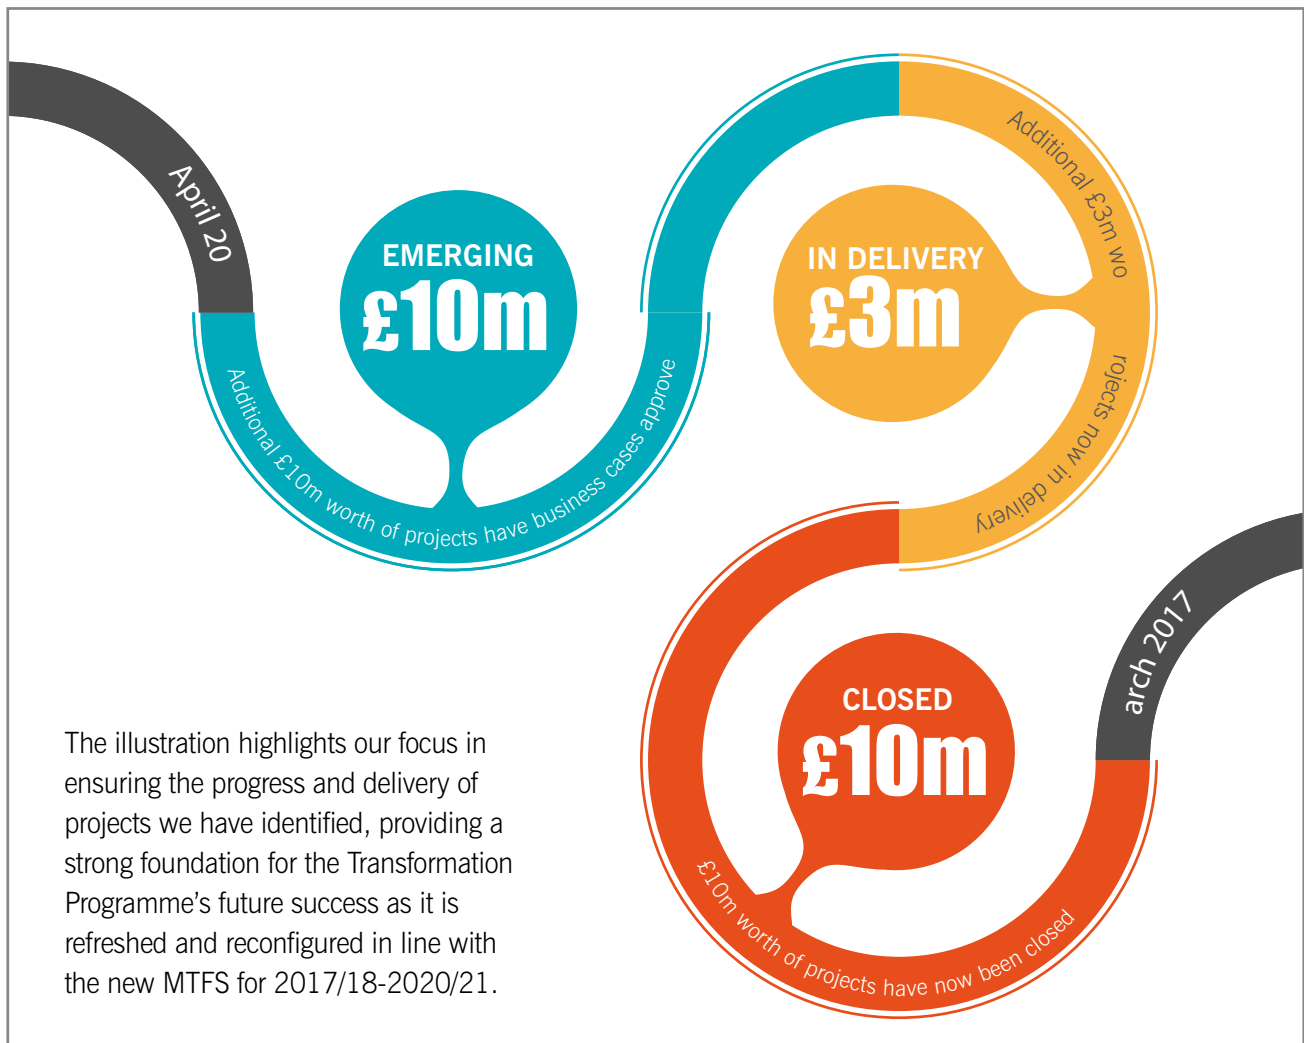 April 20
EMERGING
£10m
Additional £10m worth of projects have business cases approve
IN DELIVERY
£3m
Additional £3m wo
rojects now in delivery
CLOSED
£10m
£10m worth of projects have now been closed
arch 2017
The illustration highlights our focus in
ensuring the progress and delivery of
projects we have identified, providing a
strong foundation for the Transformation
Programme’s future success as it is
refreshed and reconfigured in line with
the new MTFS for 2017/18-2020/21.